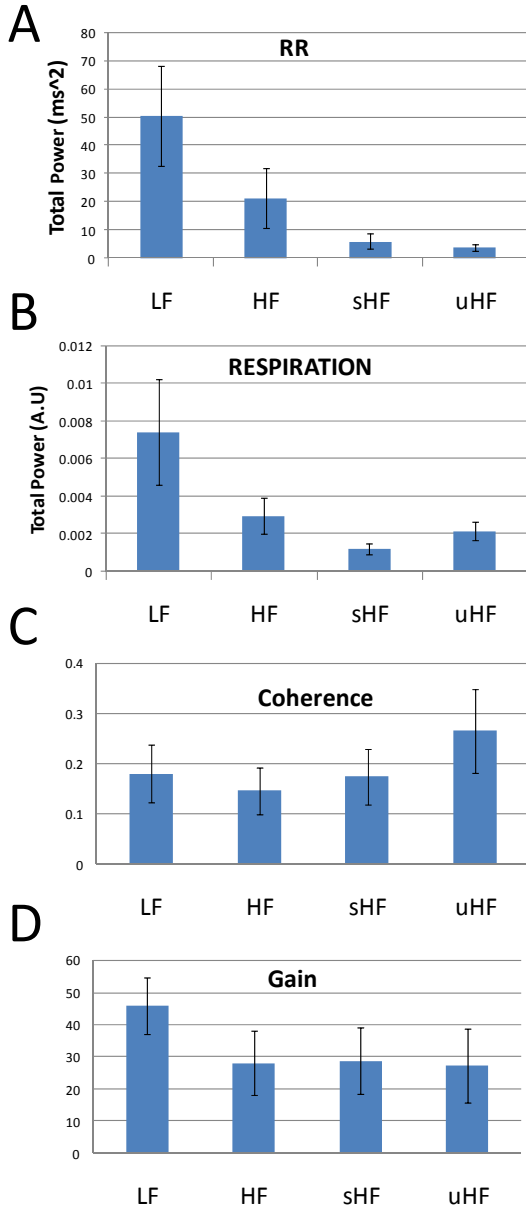 A
RR
Total Power (ms^2)
80
70
60
50
40
30
20
10
0
LF HF sHF uHF
B
RESPIRATION
Total Power (A.U)
0.012
0.01
0.008
0.006
0.004
0.002
0
LF HF sHF uHF
C
Coherence
0.4
0.3
0.2
0.1
0
LF HF sHF uHF
D
Gain
60
50
40
30
20
10
0
LF HF sHF uHF